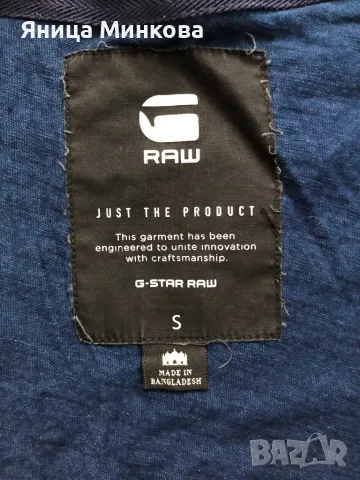 Яница Минкова
G
RAW
JUST THE PRODUCT
This garment has been
engineered to unite innovation
with craftsmanship.
G-STAR RAW
S
MADE IN
BANGLADESH
BAZAR